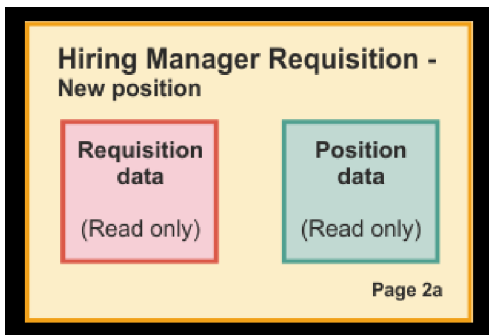 Hiring Manager Requisition -
New position
Requisition
data
(Read only)
Position
data
(Read only)
Page 2a